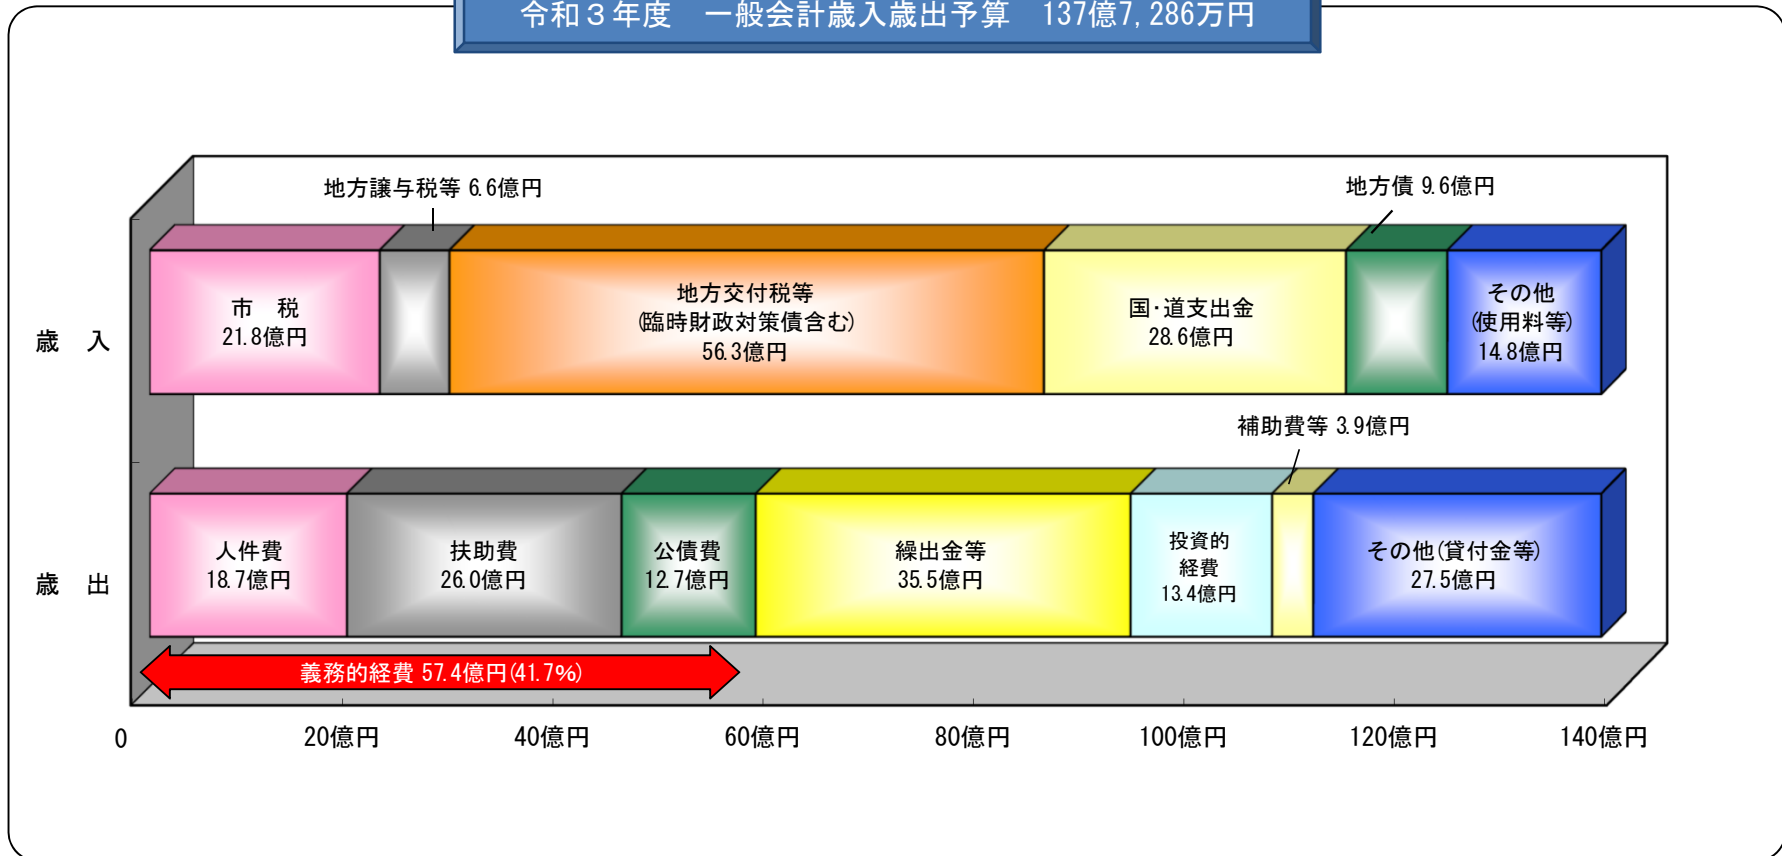 令和３年度　一般会計歳入歳出予算　137億7,286万円
地方譲与税等 6.6億円
地方債 9.6億円
歳　入
市　税
21.8億円
地方交付税等
(臨時財政対策債含む)
56.3億円
国・道支出金
28.6億円
その他
(使用料等)
14.8億円
補助費等 3.9億円
歳　出
人件費
18.7億円
扶助費
26.0億円
公債費
12.7億円
繰出金等
35.5億円
投資的
経費
13.4億円
その他(貸付金等)
27.5億円
義務的経費 57.4億円(41.7%)
0
20億円
40億円
60億円
80億円
100億円
120億円
140億円